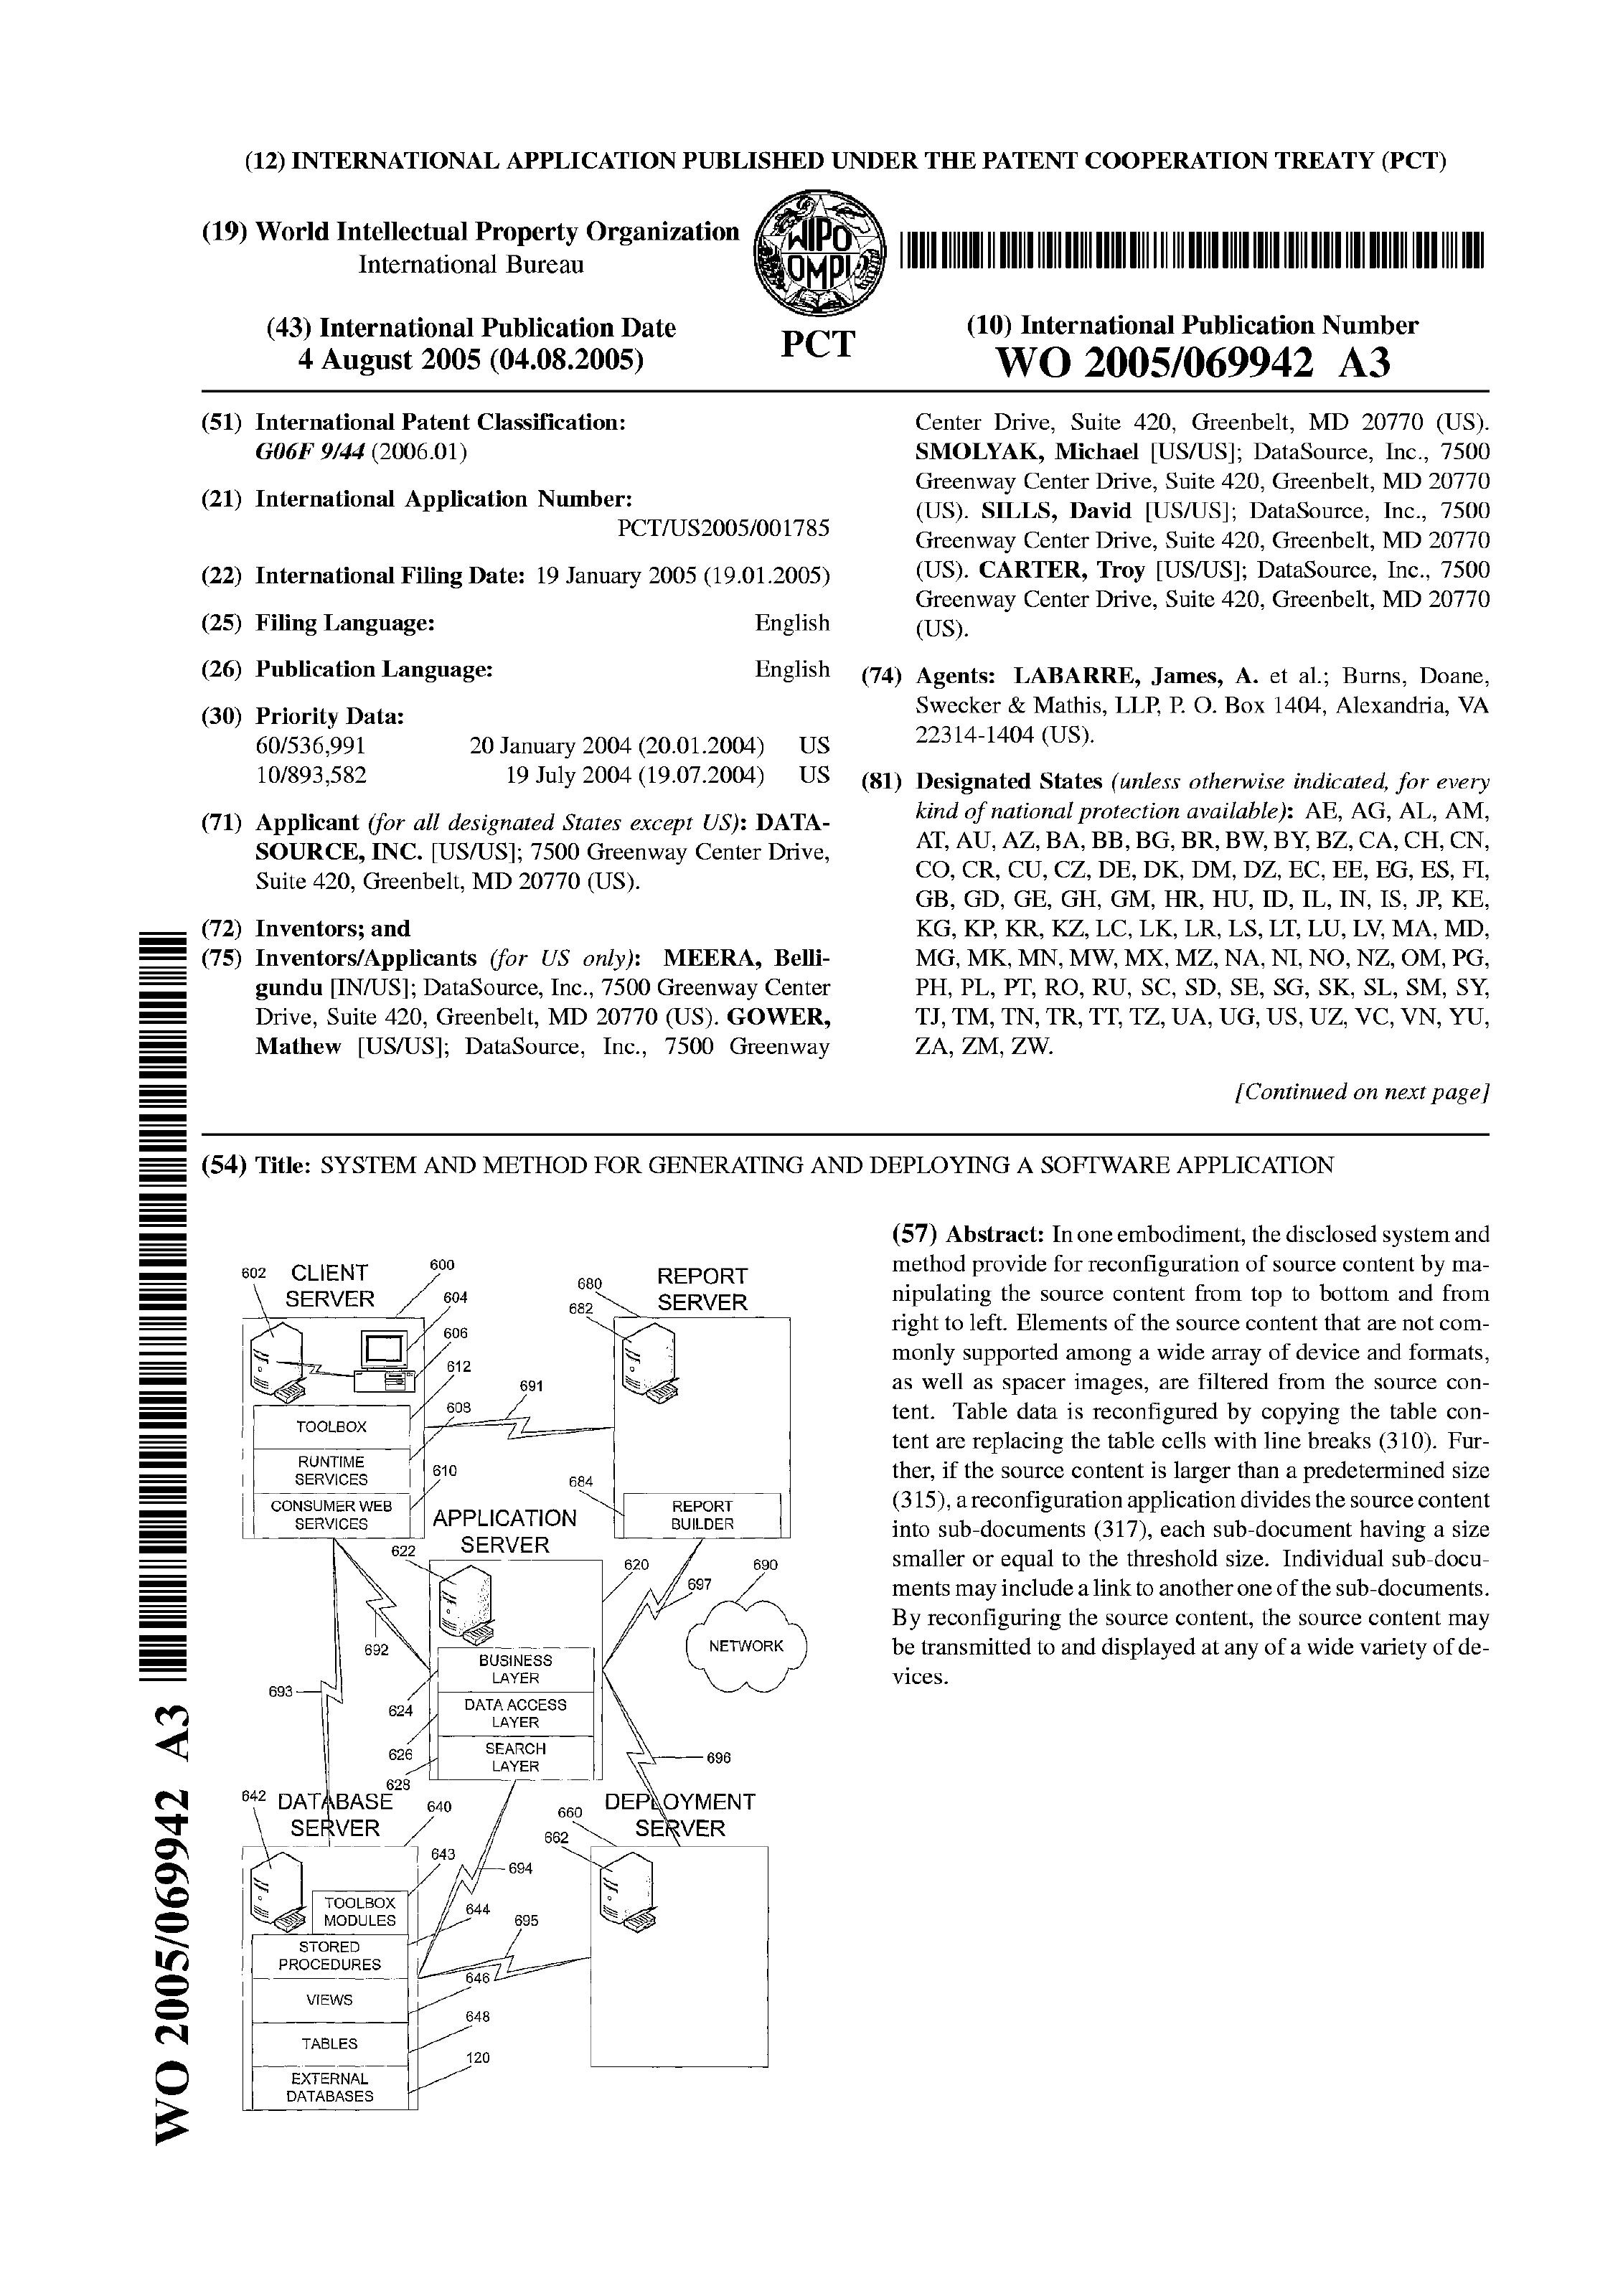 (12) INTERNATIONAL APPLICATION PUBLISHED UNDER THE PATENT COOPERATION TREATY (PCT)
(19) World Intellectual Property Organization
International Bureau
WIPO
OMPI
PCT
(43) International Publication Date
4 August 2005 (04.08.2005)
(10) International Publication Number
WO 2005/069942 A3
(51) International Patent Classification:
G06F 9/44 (2006.01)
(21) International Application Number:
PCT/US2005/001785
(22) International Filing Date: 19 January 2005 (19.01.2005)
(25) Filing Language: English
(26) Publication Language: English
(30) Priority Data:
60/536,991 20 January 2004 (20.01.2004) US
10/893,582 19 July 2004 (19.07.2004) US
(71) Applicant (for all designated States except US): DATA-
SOURCE, INC. [US/US]; 7500 Greenway Center Drive,
Suite 420, Greenbelt, MD 20770 (US).
(72) Inventors; and
(75) Inventors/Applicants (for US only): MEERA, Belli-
gundu [IN/US]; DataSource, Inc., 7500 Greenway Center
Drive, Suite 420, Greenbelt, MD 20770 (US). GOWER,
Mathew [US/US]; DataSource, Inc., 7500 Greenway
Center Drive, Suite 420, Greenbelt, MD 20770 (US).
SMOLYAK, Michael [US/US]; DataSource, Inc., 7500
Greenway Center Drive, Suite 420, Greenbelt, MD 20770
(US). SILLS, David [US/US]; DataSource, Inc., 7500
Greenway Center Drive, Suite 420, Greenbelt, MD 20770
(US). CARTER, Troy [US/US]; DataSource, Inc., 7500
Greenway Center Drive, Suite 420, Greenbelt, MD 20770
(US).
(74) Agents: LABARRE, James, A. et al.; Burns, Doane,
Swecker & Mathis, LLP, P. O. Box 1404, Alexandria, VA
22314-1404 (US).
(81) Designated States (unless otherwise indicated, for every
kind of national protection available): AE, AG, AL, AM,
AT, AU, AZ, BA, BB, BG, BR, BW, BY, BZ, CA, CH, CN,
CO, CR, CU, CZ, DE, DK, DM, DZ, EC, EE, EG, ES, FI,
GB, GD, GE, GH, GM, HR, HU, ID, IL, IN, IS, JP, KE,
KG, KP, KR, KZ, LC, LK, LR, LS, LT, LU, LV, MA, MD,
MG, MK, MN, MW, MX, MZ, NA, NI, NO, NZ, OM, PG,
PH, PL, PT, RO, RU, SC, SD, SE, SG, SK, SL, SM, SY,
TJ, TM, TN, TR, TT, TZ, UA, UG, US, UZ, VC, VN, YU,
ZA, ZM, ZW.
[Continued on next page]
(54) Title: SYSTEM AND METHOD FOR GENERATING AND DEPLOYING A SOFTWARE APPLICATION
602
CLIENT
SERVER
600
604
606
612
608
610
TOOLBOX
RUNTIME
SERVICES
CONSUMER WEB
SERVICES
691
680
682
REPORT
SERVER
684
REPORT
BUILDER
APPLICATION
SERVER
622
620
697
690
NETWORK
692
693
BUSINESS
LAYER
624
DATA ACCESS
LAYER
626
SEARCH
LAYER
628
696
642
DATABASE
SERVER
640
643
TOOLBOX
MODULES
694
644
STORED
PROCEDURES
695
646
VIEWS
648
TABLES
120
EXTERNAL
DATABASES
660
662
DEPLOYMENT
SERVER
(57) Abstract: In one embodiment, the disclosed system and
method provide for reconfiguration of source content by ma-
nipulating the source content from top to bottom and from
right to left. Elements of the source content that are not com-
monly supported among a wide array of device and formats,
as well as spacer images, are filtered from the source con-
tent. Table data is reconfigured by copying the table con-
tent are replacing the table cells with line breaks (310). Fur-
ther, if the source content is larger than a predetermined size
(315), a reconfiguration application divides the source content
into sub-documents (317), each sub-document having a size
smaller or equal to the threshold size. Individual sub-docu-
ments may include a link to another one of the sub-documents.
By reconfiguring the source content, the source content may
be transmitted to and displayed at any of a wide variety of de-
vices.
WO 2005/069942 A3